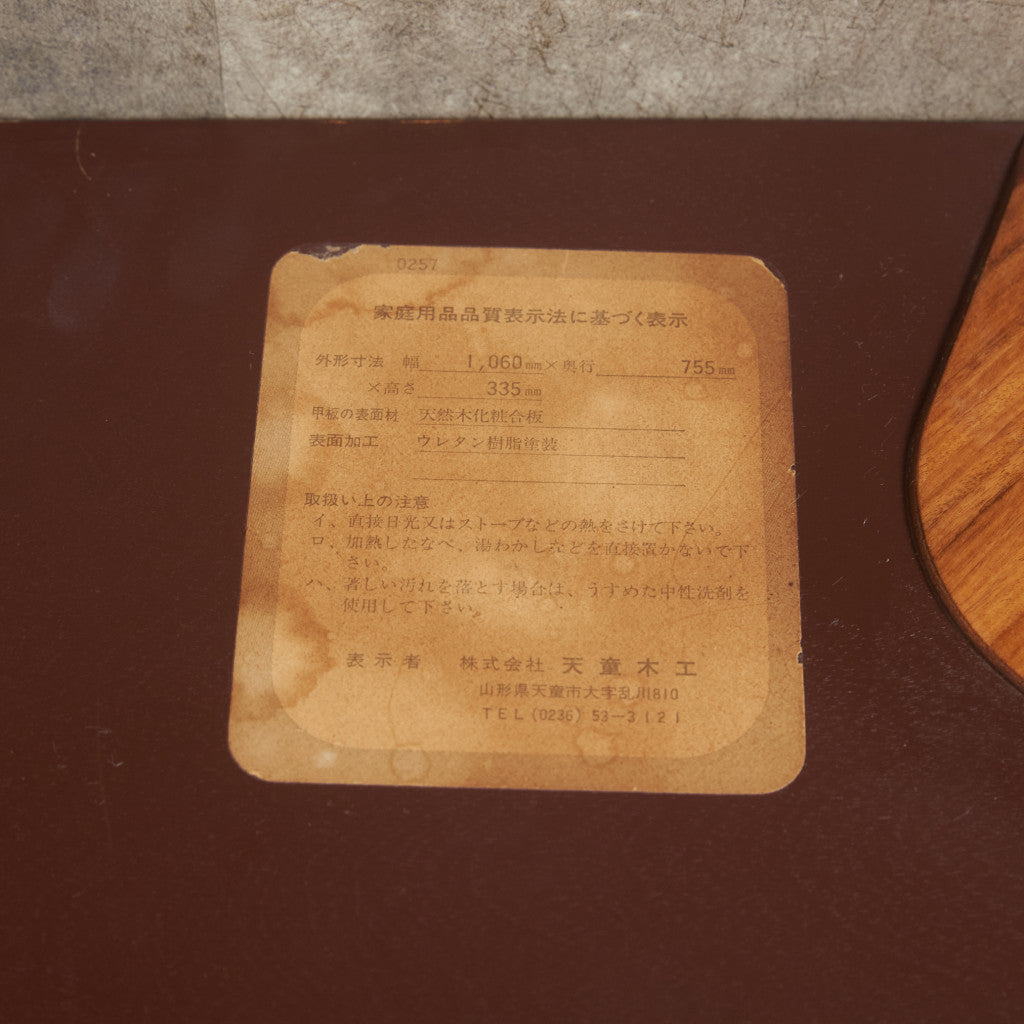 0257
家庭用品品質表示法に基づく表示
外形寸法 幅 1,060mm×奥行 755mm
×高さ 335mm
甲板の表面材 天然木化粧合板
表面加工 ウレタン樹脂塗装
取扱い上の注意
イ、直接日光又はストーブなどの熱をさけて下さい。
ロ、加熱したなべ、湯わかしなどを直接置かないで下
さい。
ハ、著しい汚れを落とす場合は、うすめた中性洗剤を
使用して下さい。
表示者 株式会社 天童木工
山形県天童市大字乱川810
TEL (0236) 53-3121